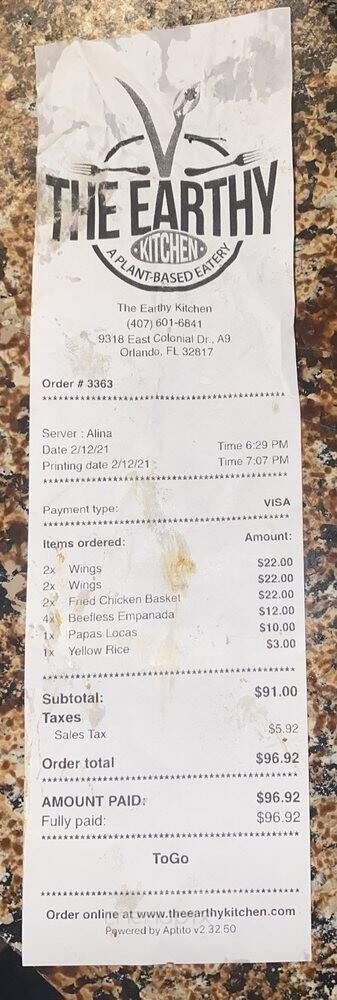 THE EARTHY
KITCHEN
A PLANT-BASED EATERY
The Earthy Kitchen
(407) 601-6841
9318 East Colonial Dr., A9
Orlando, FL 32817
Order # 3363
****************************************
Server : Alina
Date 2/12/21 Time 6:29 PM
Printing date 2/12/21 Time 7:07 PM
****************************************
Payment type: VISA
****************************************
Items ordered: Amount:
2x Wings $22.00
2x Wings $22.00
2x Fried Chicken Basket $22.00
4x Beefless Empanada $12.00
1x Papas Locas $10.00
1x Yellow Rice $3.00
****************************************
Subtotal: $91.00
Taxes
Sales Tax $5.92
Order total $96.92
****************************************
AMOUNT PAID: $96.92
Fully paid: $96.92
****************************************
ToGo
****************************************
Order online at www.theearthykitchen.com
Powered by Aptito v2.32.50